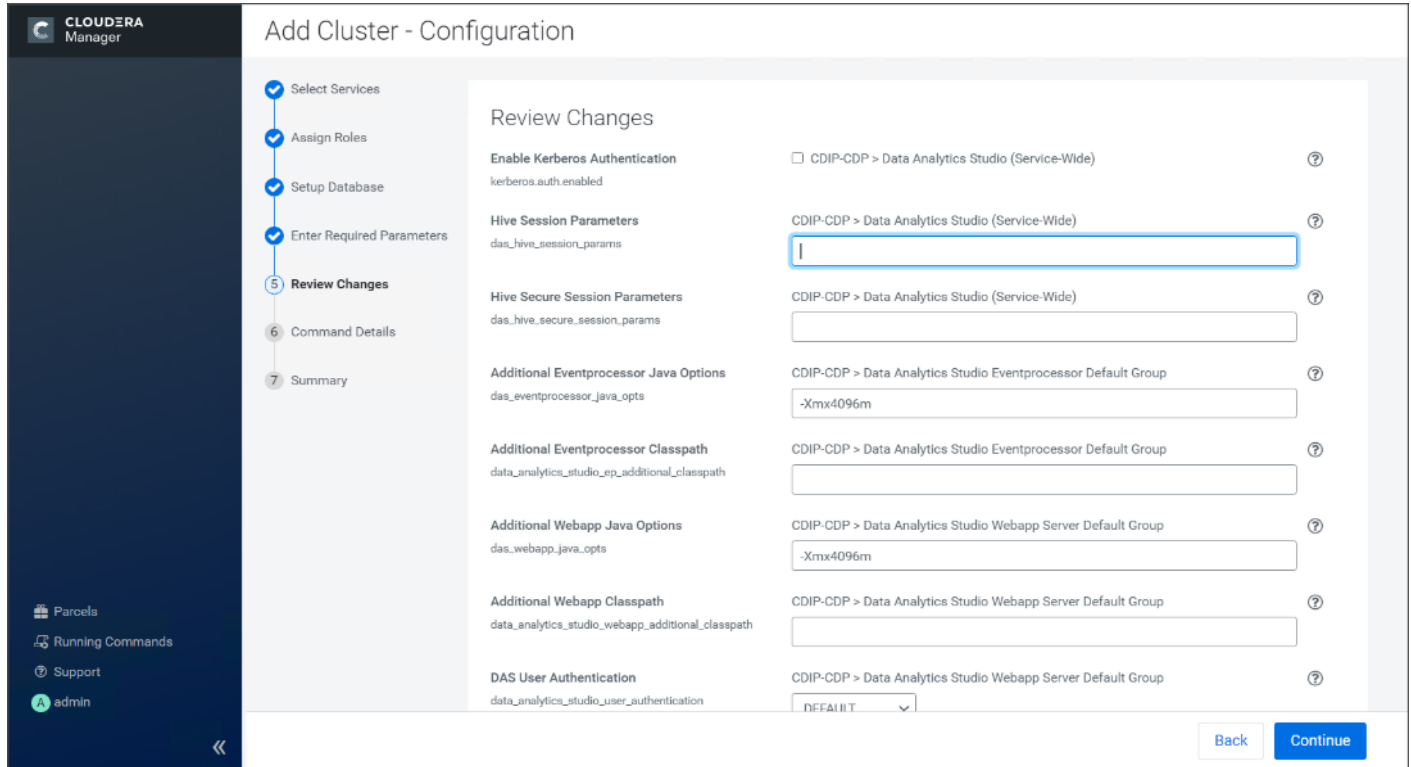 CLOUDERA
Manager
Add Cluster - Configuration
Select Services
Assign Roles
Setup Database
Enter Required Parameters
5 Review Changes
6 Command Details
7 Summary
Review Changes
Enable Kerberos Authentication
kerberos.auth.enabled
CDIP-CDP > Data Analytics Studio (Service-Wide)
Hive Session Parameters
das_hive_session_params
CDIP-CDP > Data Analytics Studio (Service-Wide)
Hive Secure Session Parameters
das_hive_secure_session_params
CDIP-CDP > Data Analytics Studio (Service-Wide)
Additional Eventprocessor Java Options
das_eventprocessor_java_opts
CDIP-CDP > Data Analytics Studio Eventprocessor Default Group
-Xmx4096m
Additional Eventprocessor Classpath
data_analytics_studio_ep_additional_classpath
CDIP-CDP > Data Analytics Studio Eventprocessor Default Group
Additional Webapp Java Options
das_webapp_java_opts
CDIP-CDP > Data Analytics Studio Webapp Server Default Group
-Xmx4096m
Additional Webapp Classpath
data_analytics_studio_webapp_additional_classpath
CDIP-CDP > Data Analytics Studio Webapp Server Default Group
DAS User Authentication
data_analytics_studio_user_authentication
CDIP-CDP > Data Analytics Studio Webapp Server Default Group
DEFAULT
Parcels
Running Commands
Support
A admin
Back
Continue